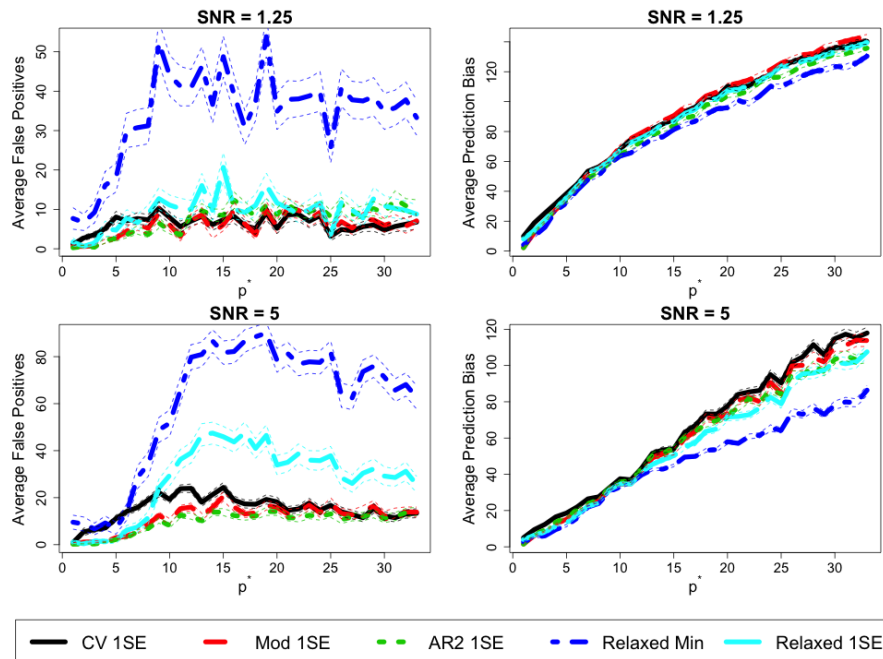 SNR = 1.25
Average False Positives
0 10 20 30 40 50
0 5 10 15 20 25 30
p*
SNR = 1.25
Average Prediction Bias
0 20 40 60 80 120
0 5 10 15 20 25 30
p*
SNR = 5
Average False Positives
0 20 40 60 80
0 5 10 15 20 25 30
p*
SNR = 5
Average Prediction Bias
0 20 40 60 80 100 120
0 5 10 15 20 25 30
p*
CV 1SE Mod 1SE AR2 1SE Relaxed Min Relaxed 1SE